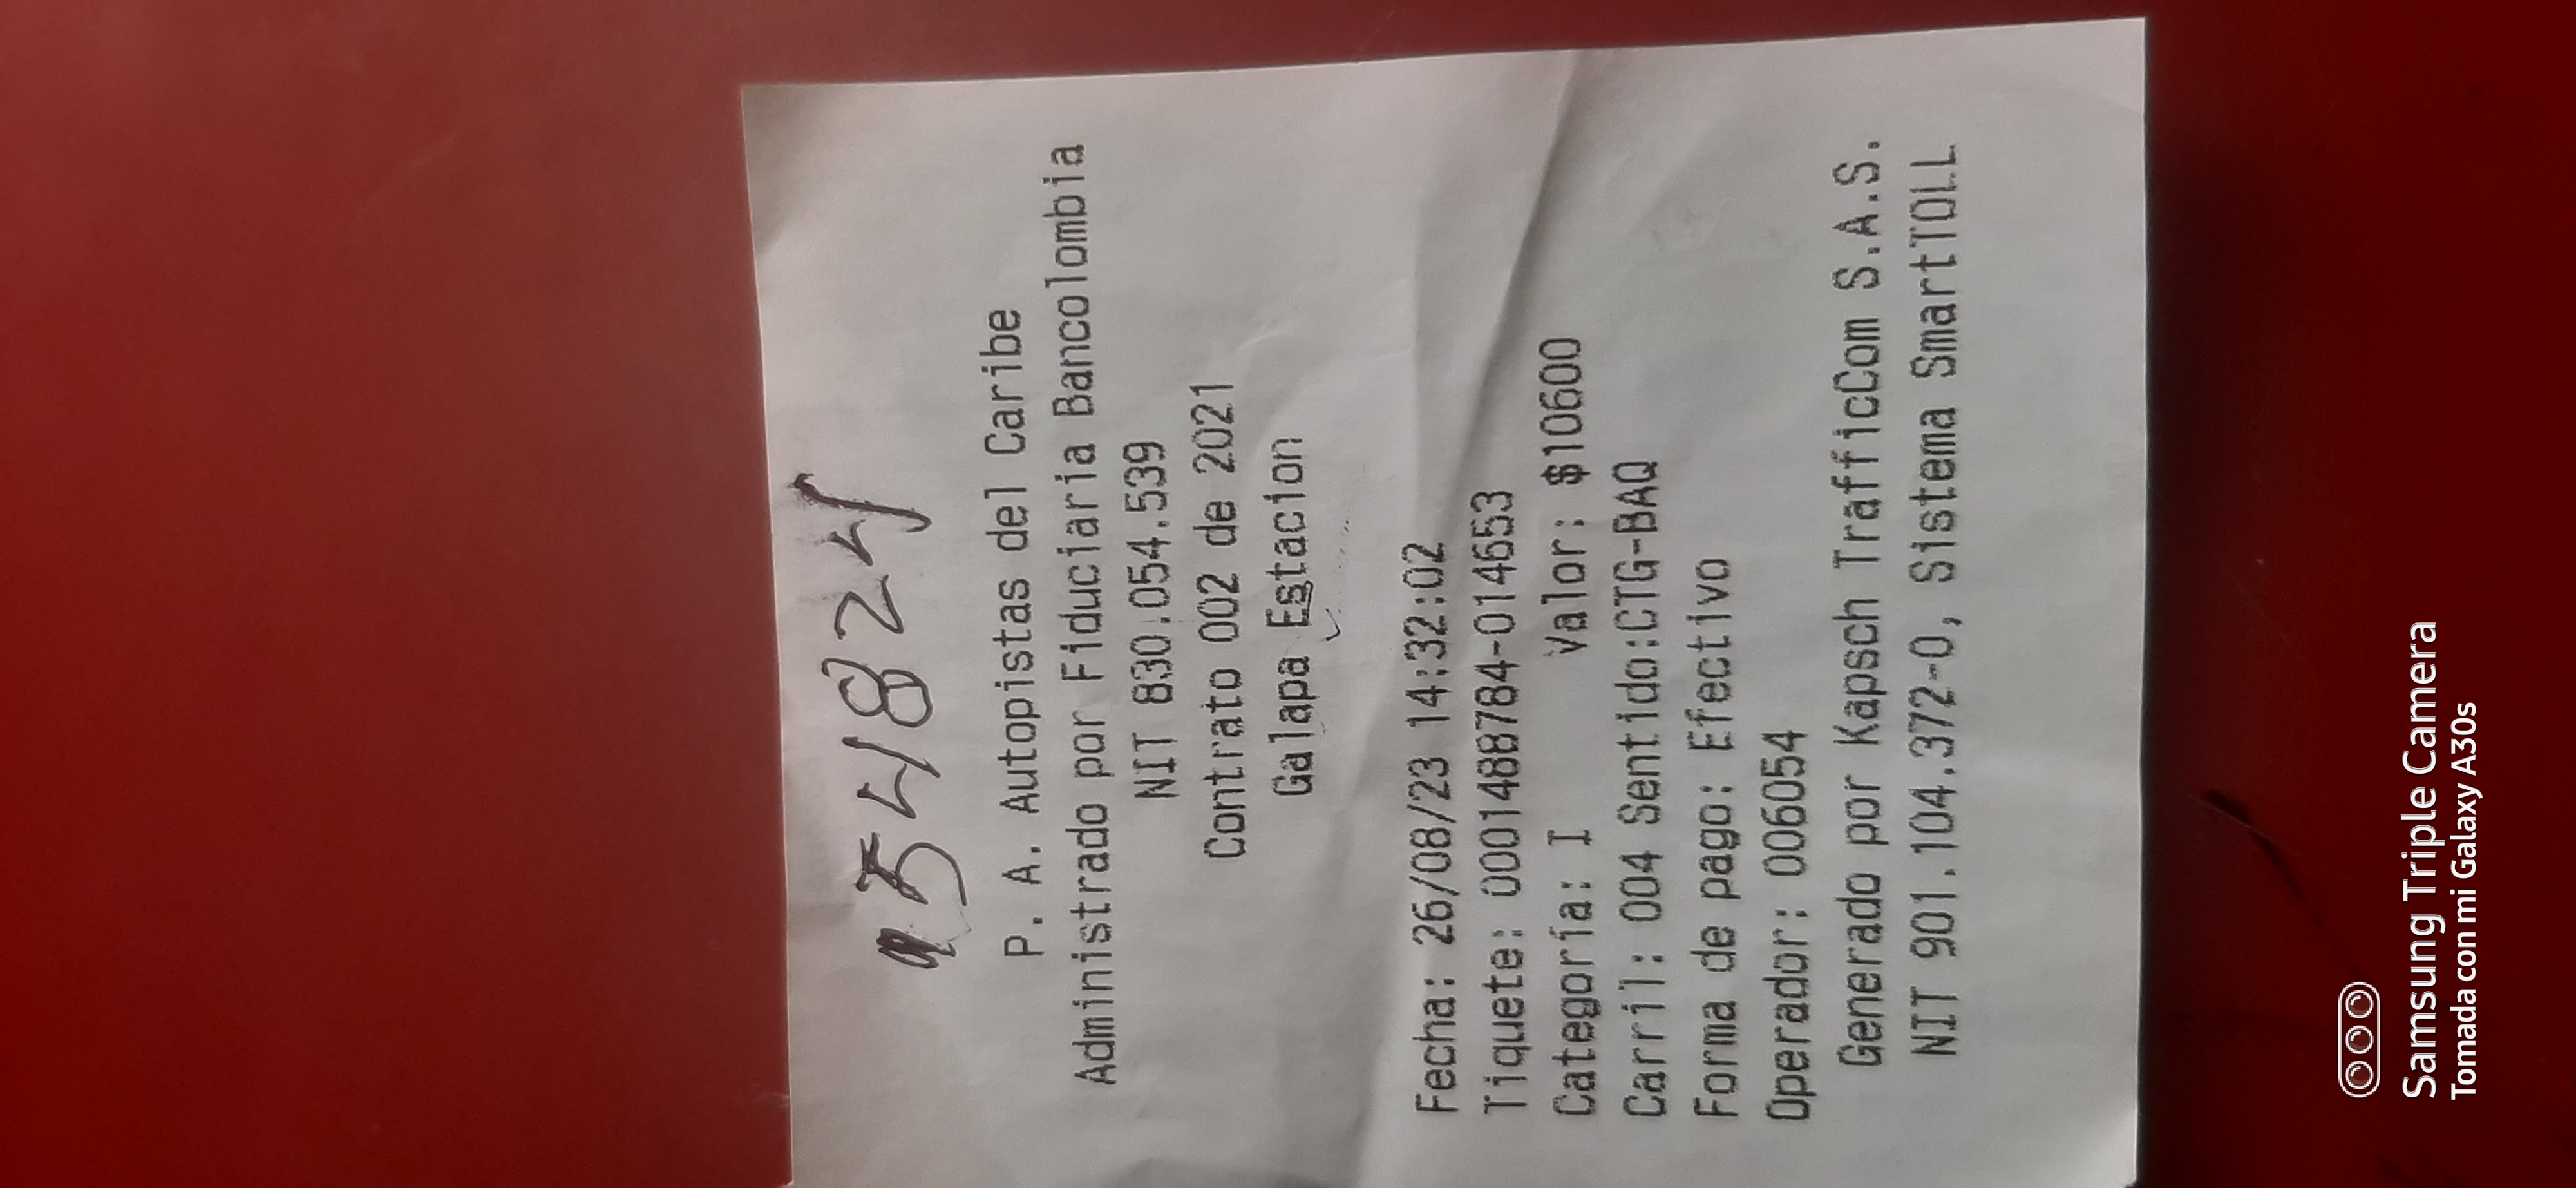 954824
P. A. Autopistas del Caribe
Administrado por Fiduciaria Bancolombia
NIT 830.054.539
Contrato 002 de 2021
Galapa Estacion
Fecha: 26/08/23 14:32:02
Tiquete: 000148B784-014653
Categoría: I Valor: $10600
Carril: 004 Sentido:CTG-BAQ
Forma de pago: Efectivo
Operador: 006054
Generado por Kapsch TrafficCom S.A.S.
NIT 901.104.372-0, Sistema SmartTOLL
Samsung Triple Camera
Tomada con mi Galaxy A30s